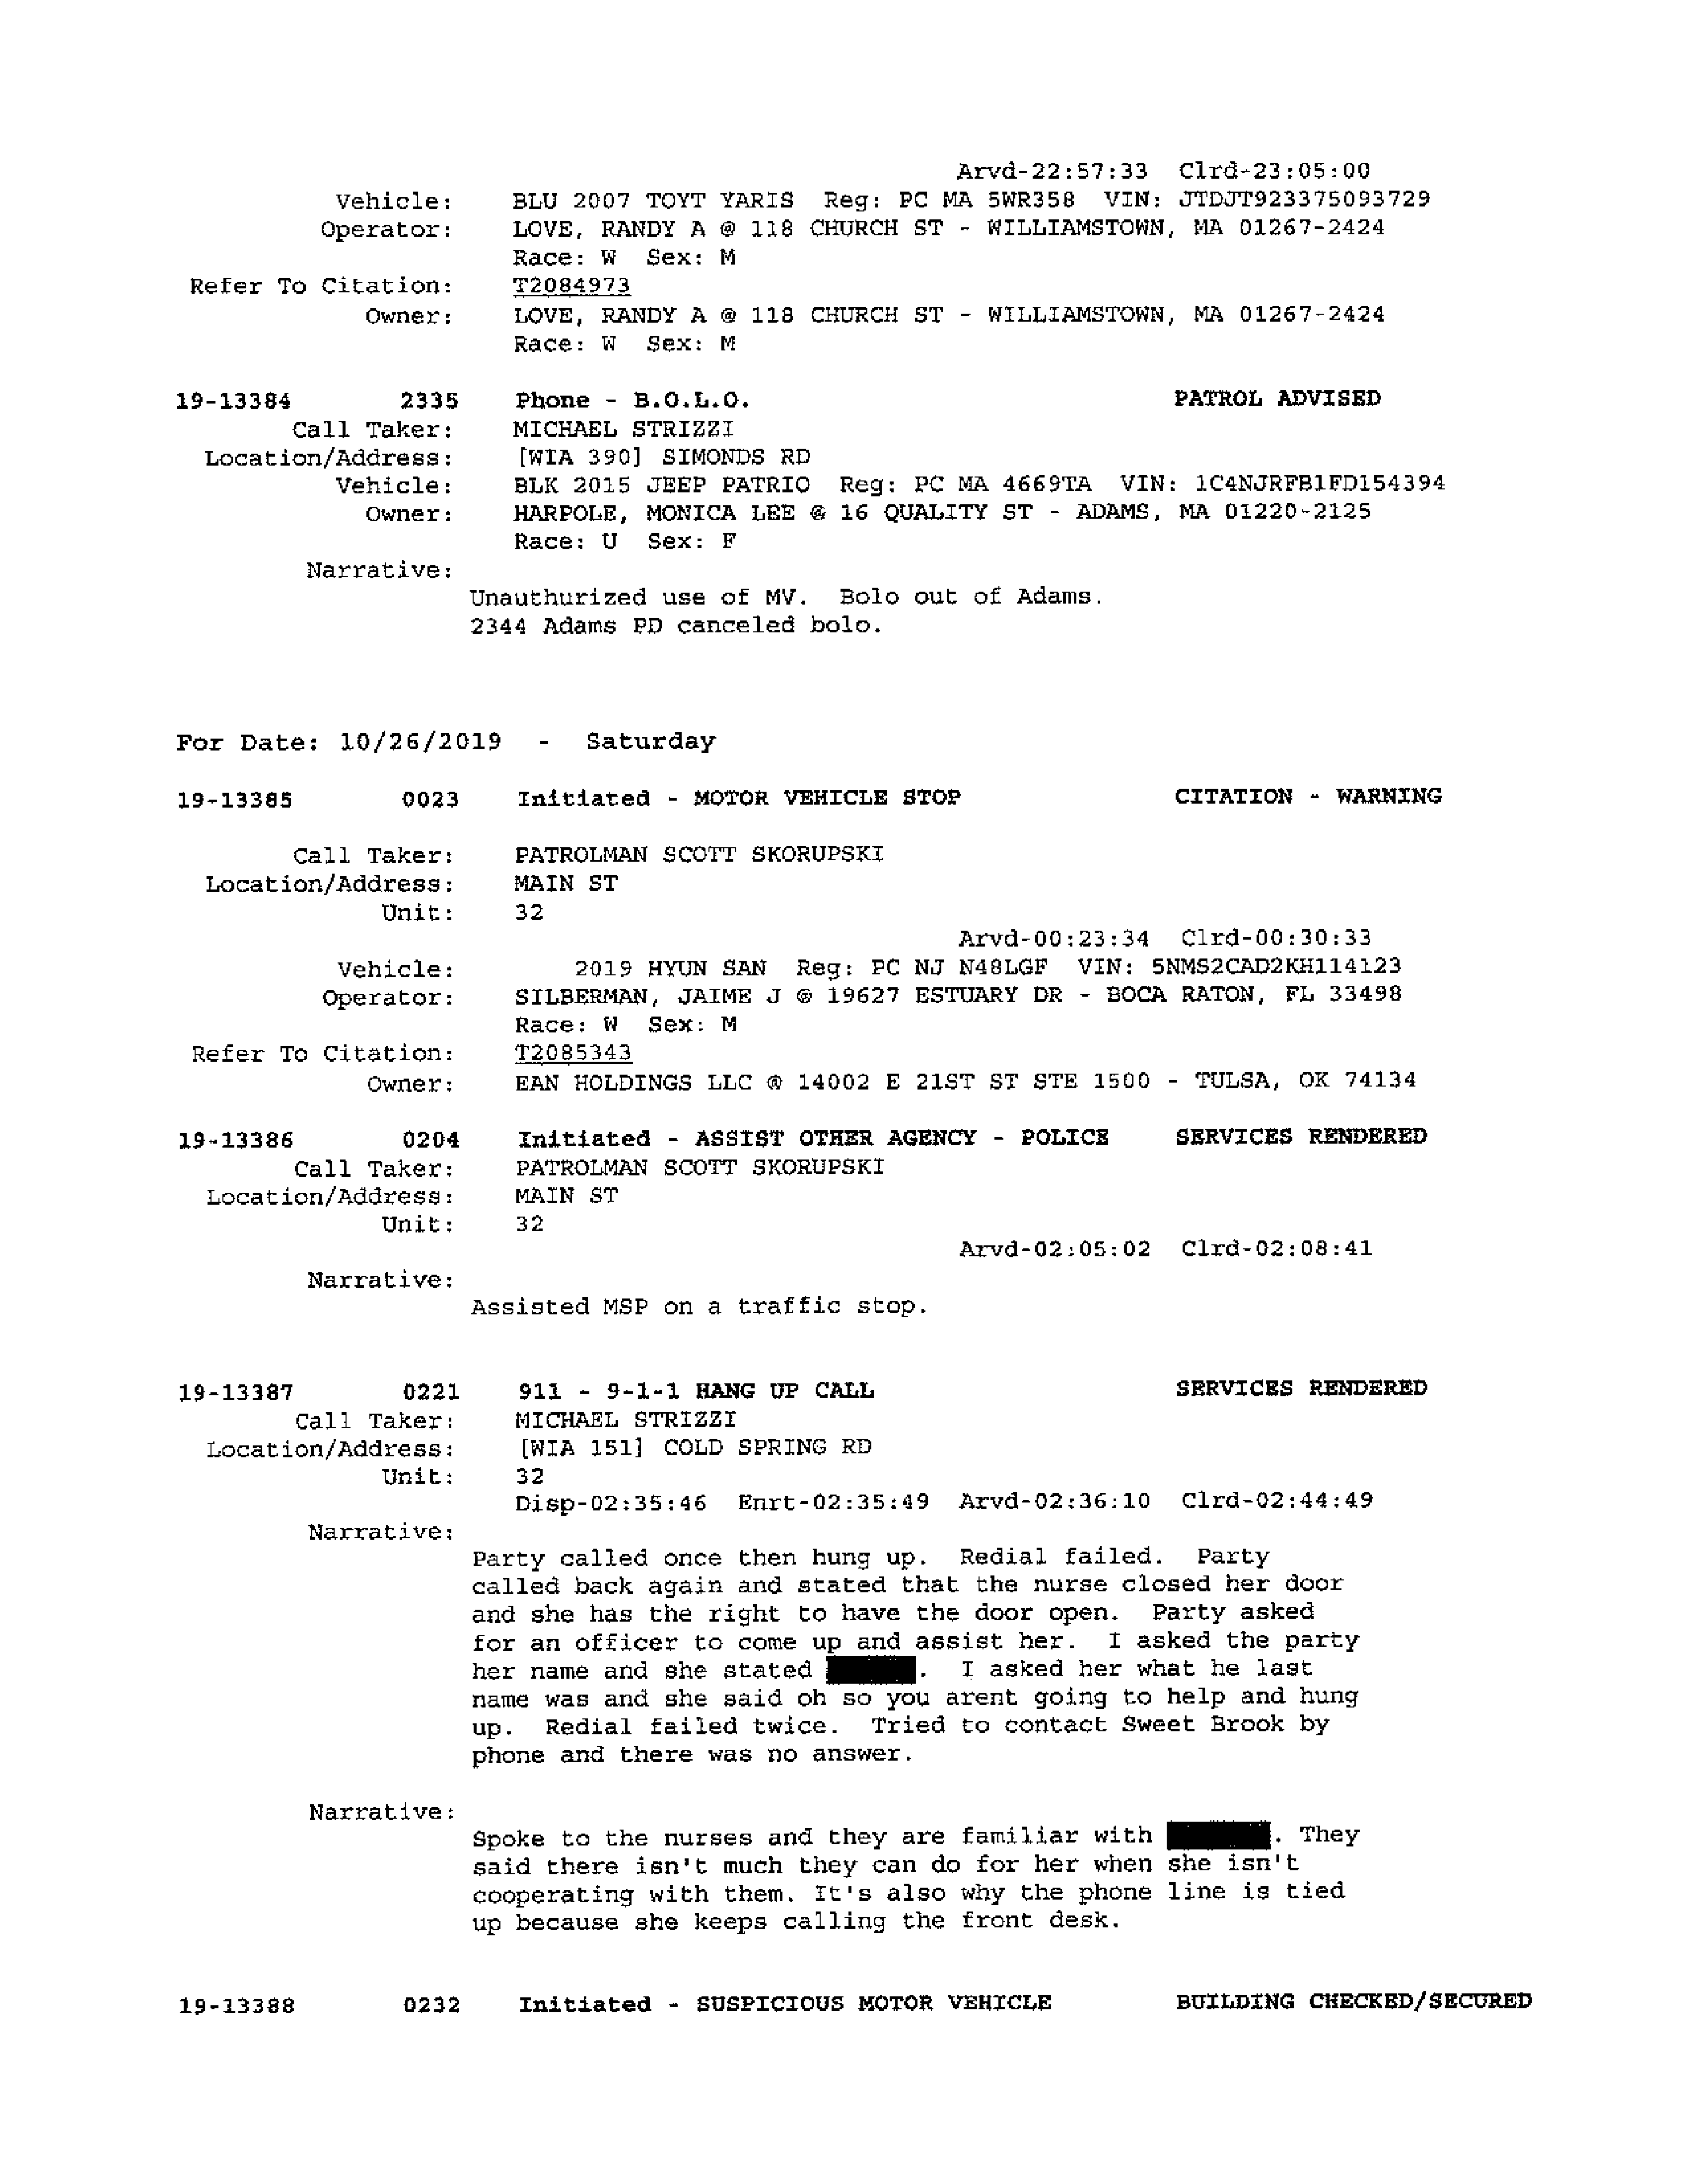 Arvd-22:57:33 Clrd-23:05:00
Vehicle: BLU 2007 TOYT YARIS Reg: PC MA 5WR358 VIN: JTDJT923375093729
Operator: LOVE, RANDY A @ 118 CHURCH ST - WILLIAMSTOWN, MA 01267-2424
Race: W Sex: M
Refer To Citation: T2084973
Owner: LOVE, RANDY A @ 118 CHURCH ST - WILLIAMSTOWN, MA 01267-2424
Race: W Sex: M
19-13384 2335 Phone - B.O.L.O. PATROL ADVISED
Call Taker: MICHAEL STRIZZI
Location/Address: [WIA 390] SIMONDS RD
Vehicle: BLK 2015 JEEP PATRIO Reg: PC MA 4669TA VIN: 1C4NJRFB1FD154394
Owner: HARPOLE, MONICA LEE @ 16 QUALITY ST - ADAMS, MA 01220-2125
Race: U Sex: F
Narrative:
Unauthurized use of MV. Bolo out of Adams.
2344 Adams PD canceled bolo.
For Date: 10/26/2019 - Saturday
19-13385 0023 Initiated - MOTOR VEHICLE STOP CITATION - WARNING
Call Taker: PATROLMAN SCOTT SKORUPSKI
Location/Address: MAIN ST
Unit: 32
Arvd-00:23:34 Clrd-00:30:33
Vehicle: 2019 HYUN SAN Reg: PC NJ N48LGF VIN: 5NMS2CAD2KH114123
Operator: SILBERMAN, JAIME J @ 19627 ESTUARY DR - BOCA RATON, FL 33498
Race: W Sex: M
Refer To Citation: T2085343
Owner: EAN HOLDINGS LLC @ 14002 E 21ST ST STE 1500 - TULSA, OK 74134
19-13386 0204 Initiated - ASSIST OTHER AGENCY - POLICE SERVICES RENDERED
Call Taker: PATROLMAN SCOTT SKORUPSKI
Location/Address: MAIN ST
Unit: 32
Arvd-02:05:02 Clrd-02:08:41
Narrative:
Assisted MSP on a traffic stop.
19-13387 0221 911 - 9-1-1 HANG UP CALL SERVICES RENDERED
Call Taker: MICHAEL STRIZZI
Location/Address: [WIA 151] COLD SPRING RD
Unit: 32
Disp-02:35:46 Enrt-02:35:49 Arvd-02:36:10 Clrd-02:44:49
Narrative:
Party called once then hung up. Redial failed. Party
called back again and stated that the nurse closed her door
and she has the right to have the door open. Party asked
for an officer to come up and assist her. I asked the party
her name and she stated . I asked her what he last
name was and she said oh so you arent going to help and hung
up. Redial failed twice. Tried to contact Sweet Brook by
phone and there was no answer.
Narrative:
Spoke to the nurses and they are familiar with . They
said there isn't much they can do for her when she isn't
cooperating with them. It's also why the phone line is tied
up because she keeps calling the front desk.
19-13388 0232 Initiated - SUSPICIOUS MOTOR VEHICLE BUILDING CHECKED/SECURED